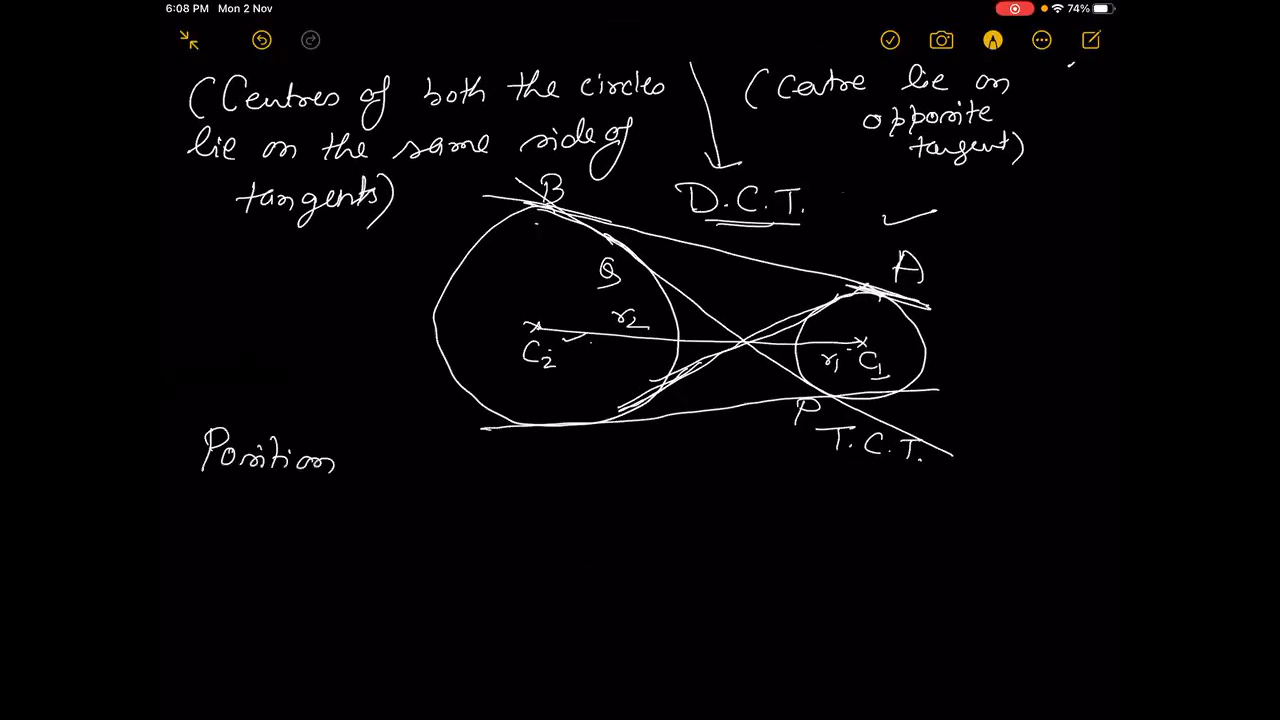 6:08 PM Mon 2 Nov
74%
(Centres of both the circles
lie on the same side of
tangents)
(Centre lie on
opposite
tangent)
D.C.T.
B
A
Q
r2
C2
r1
C1
P
T.C.T.
Position